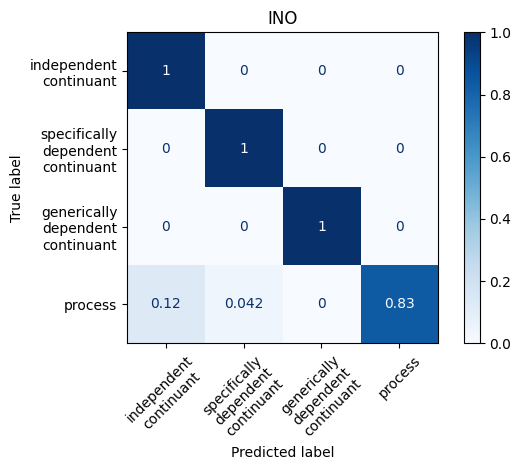 INO
independent
continuant
1 0 0 0
specifically
dependent
continuant
0 1 0 0
generically
dependent
continuant
0 0 1 0
process
0.12 0.042 0 0.83
True label
independent
continuant
specifically
dependent
continuant
generically
dependent
continuant
process
Predicted label
1.0
0.8
0.6
0.4
0.2
0.0